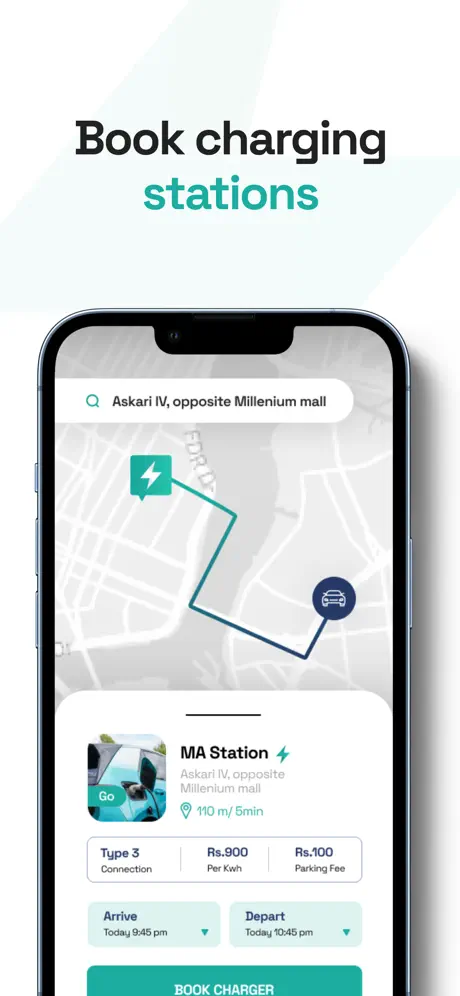 Book charging
stations
Askari IV, opposite Millenium mall
FDR D
MA Station
Askari IV, opposite
Millenium mall
Go
110 m/ 5min
Type 3
Connection
Rs.900
Per Kwh
Rs.100
Parking Fee
Arrive
Today 9:45 pm
Depart
Today 10:45 pm
BOOK CHARGER